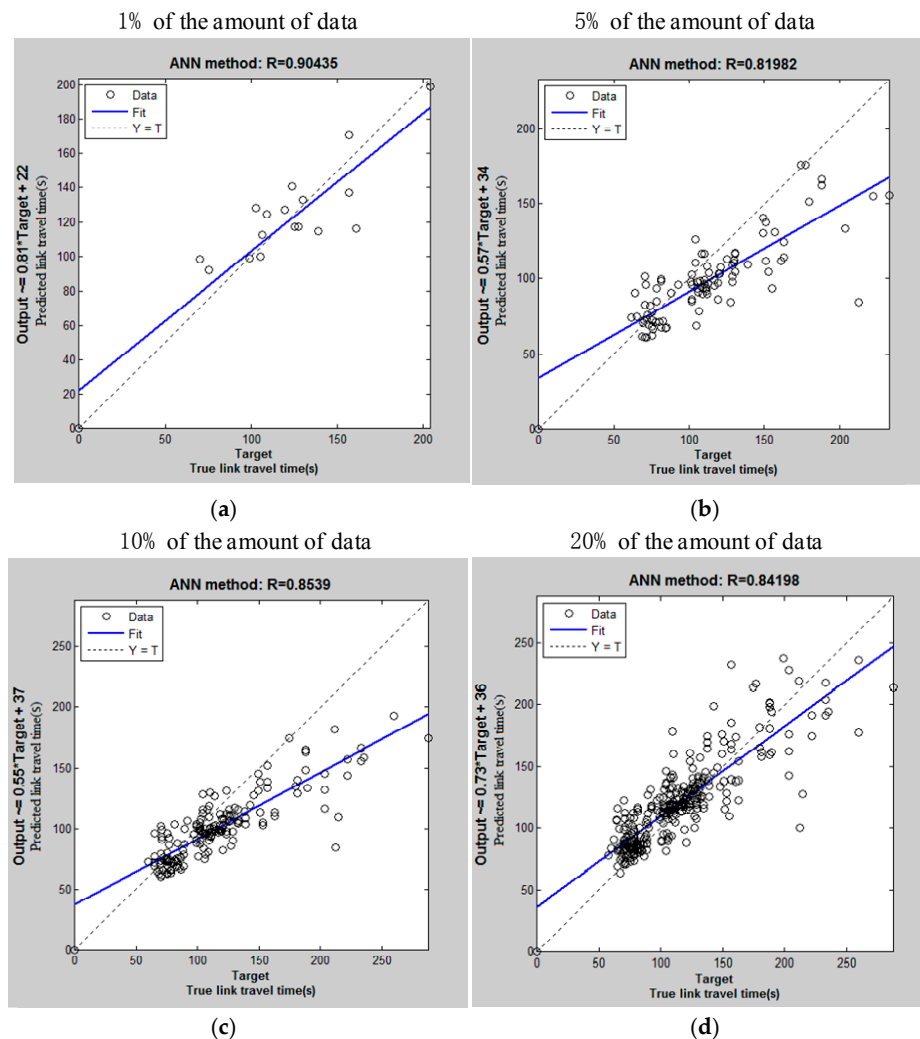 1% of the amount of data
ANN method: R=0.90435
Data
Fit
Y = T
Output ~= 0.81*Target + 22
Predicted link travel time(s)
200
180
160
140
120
100
80
60
40
20
0
0 50 100 150 200
Target
True link travel time(s)
(a)
5% of the amount of data
ANN method: R=0.81982
Data
Fit
Y = T
Output ~= 0.57*Target + 34
Predicted link travel time(s)
200
150
100
50
0
0 50 100 150 200
Target
True link travel time(s)
(b)
10% of the amount of data
ANN method: R=0.8539
Data
Fit
Y = T
Output ~= 0.55*Target + 37
Predicted link travel time(s)
250
200
150
100
50
0
0 50 100 150 200 250
Target
True link travel time(s)
(c)
20% of the amount of data
ANN method: R=0.84198
Data
Fit
Y = T
Output ~= 0.73*Target + 36
Predicted link travel time(s)
250
200
150
100
50
0
0 50 100 150 200 250
Target
True link travel time(s)
(d)